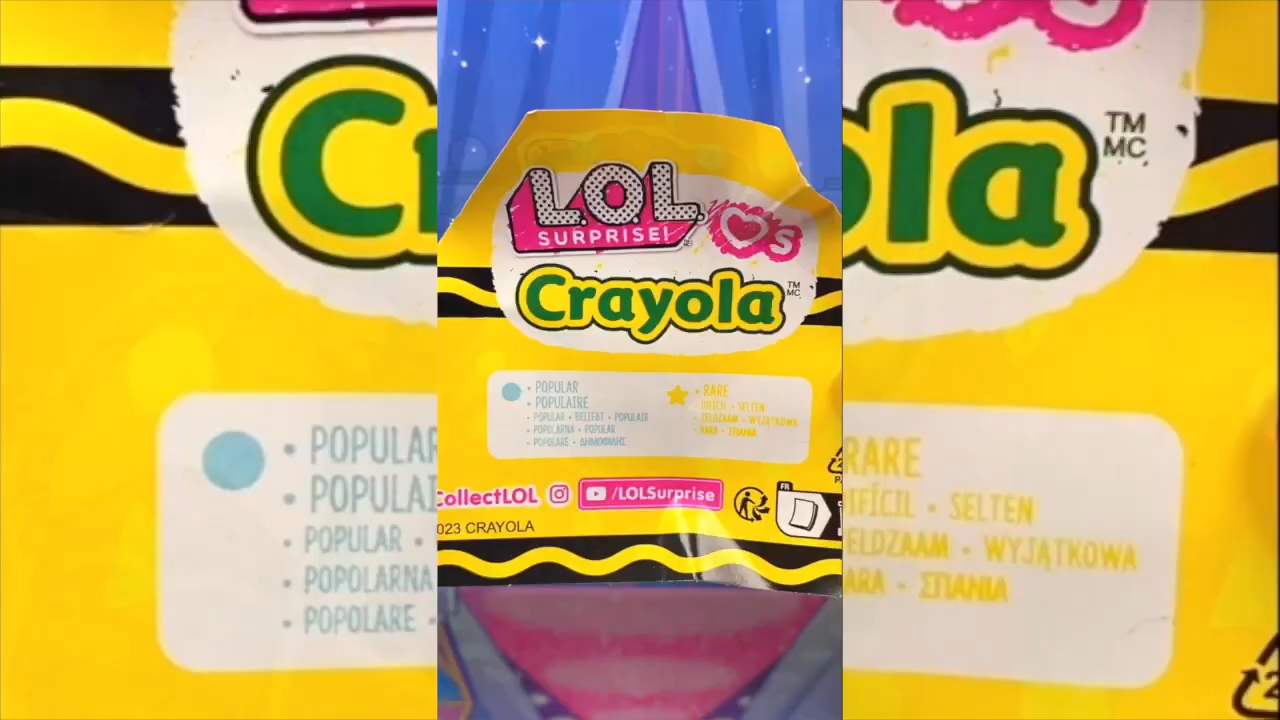 L.O.L.
SURPRISE!
S
Crayola
TM
MC
• POPULAR
• POPULAIRE
• POPULAR • BELIEBT • POPULAIR
• POPULARNA • POPULAR
• POPOLARE • ΔΗΜΟΦΙΛΗΣ
• RARE
• DIFÍCIL • SELTEN
• ZELDZAAM • WYJĄTKOWA
• RARA • ΣΠΑΝΙΑ
CollectLOL
/LOLSurprise
FR
023 CRAYOLA